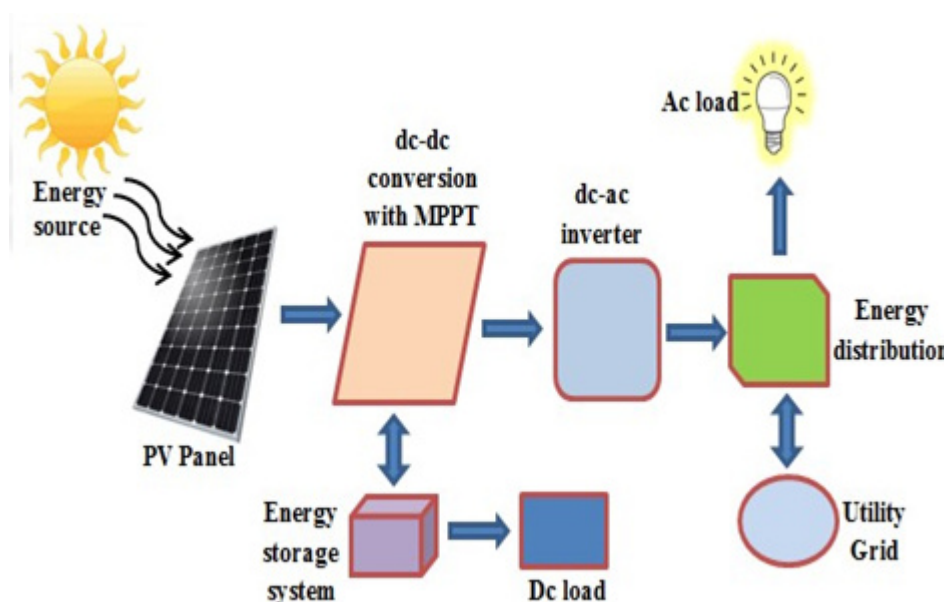 Energy
source
PV Panel
dc-dc
conversion
with MPPT
dc-ac
inverter
Ac load
Energy
distribution
Energy
storage
system
Dc load
Utility
Grid